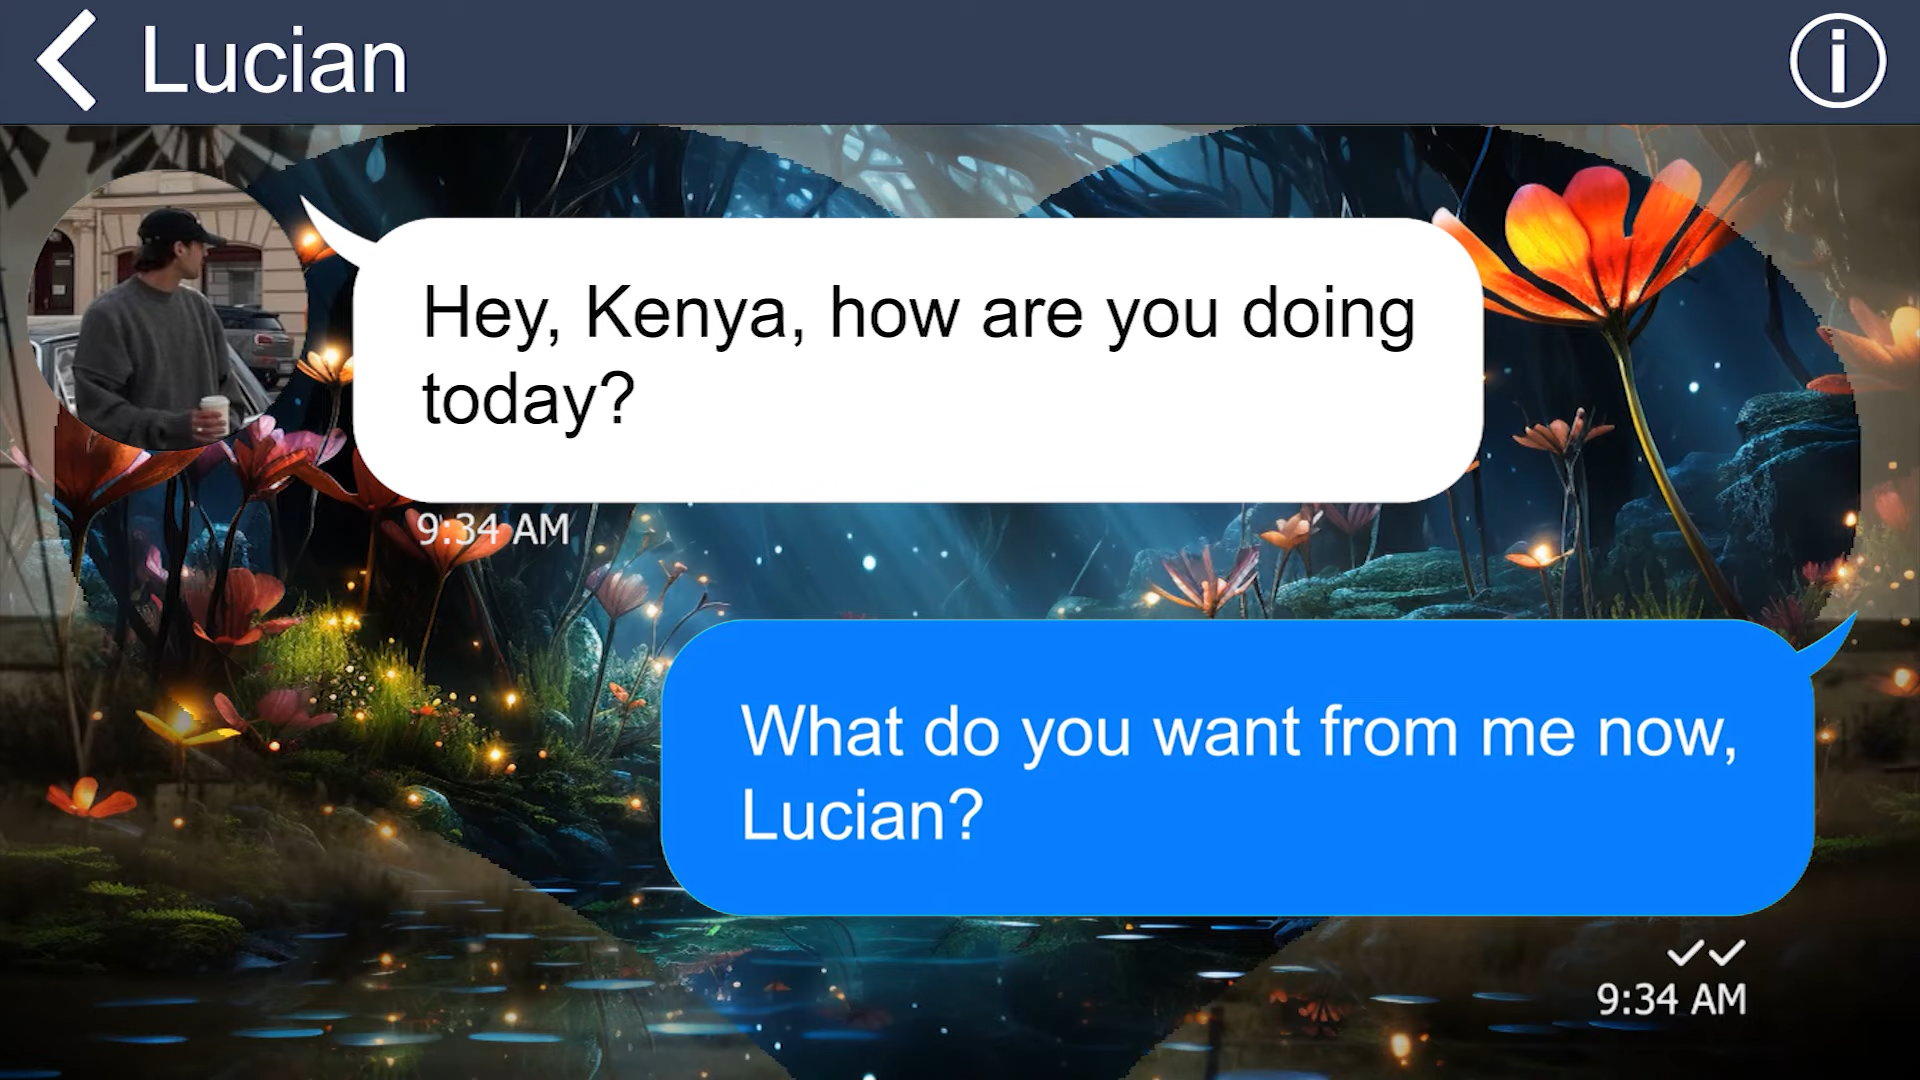 Lucian
Hey, Kenya, how are you doing
today?
9:34 AM
What do you want from me now,
Lucian?
9:34 AM